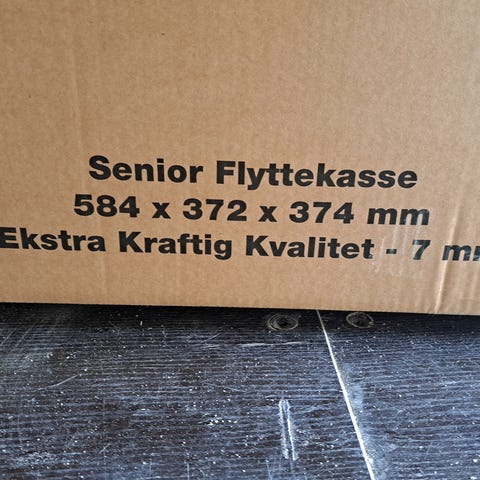 Senior Flyttekasse
584 x 372 x 374 mm
Ekstra Kraftig Kvalitet - 7